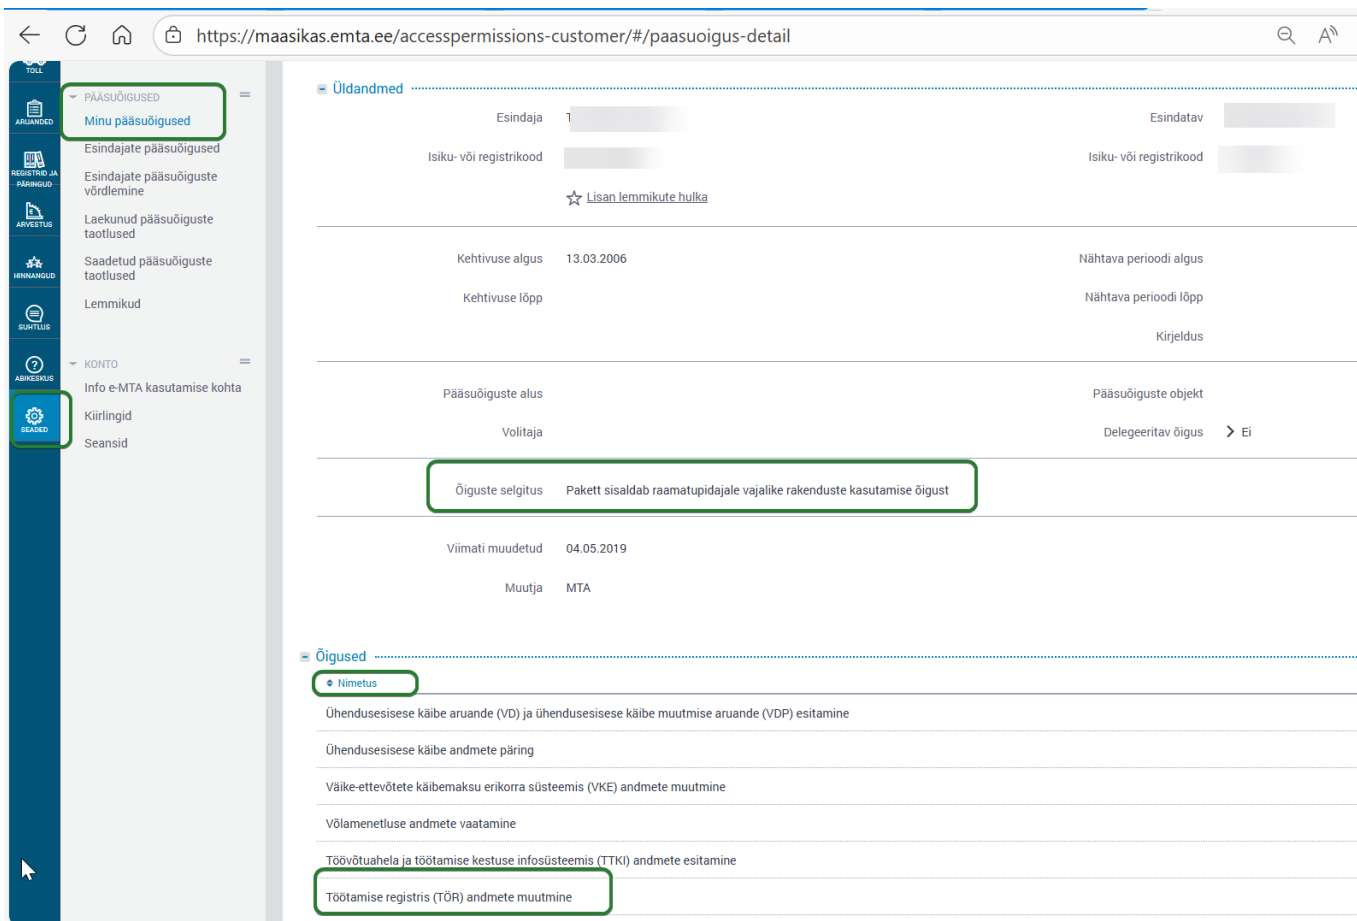 https://maasikas.emta.ee/accesspermissions-customer/#/paasuoigus-detail
TOLL
ARUANDED
REGISTRID JA
PÄRINGUD
ARVESTUS
HINNANGUD
SUHTLUS
ABIKESKUS
SEADED
PÄÄSUÕIGUSED
Minu pääsuõigused
Esindajate pääsuõigused
Esindajate pääsuõiguste
võrdlemine
Laekunud pääsuõiguste
taotlused
Saadetud pääsuõiguste
taotlused
Lemmikud
KONTO
Info e-MTA kasutamise kohta
Kiirlingid
Seansid
Üldandmed
Esindaja
Esindatav
Isiku- või registrikood
Isiku- või registrikood
Lisan lemmikute hulka
Kehtivuse algus 13.03.2006
Nähtava perioodi algus
Kehtivuse lõpp
Nähtava perioodi lõpp
Kirjeldus
Pääsuõiguste alus
Pääsuõiguste objekt
Volitaja
Delegeeritav õigus Ei
Õiguste selgitus Pakett sisaldab raamatupidajale vajalike rakenduste kasutamise õigust
Viimati muudetud 04.05.2019
Muutja MTA
Õigused
Nimetus
Ühendusesisese käibe aruande (VD) ja ühendusesisese käibe muutmise aruande (VDP) esitamine
Ühendusesisese käibe andmete päring
Väike-ettevõtete käibemaksu erikorra süsteemis (VKE) andmete muutmine
Võlamenetluse andmete vaatamine
Töövõtuahela ja töötamise kestuse infosüsteemis (TTKI) andmete esitamine
Töötamise registris (TÖR) andmete muutmine